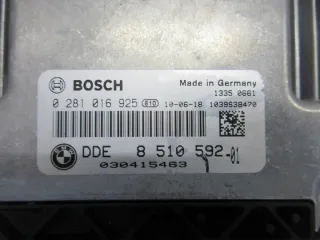 BOSCH
Made in Germany
1335 0661
0 281 016 925 E10 10-06-18 1039S38470
DDE 8 510 592-01
030415463